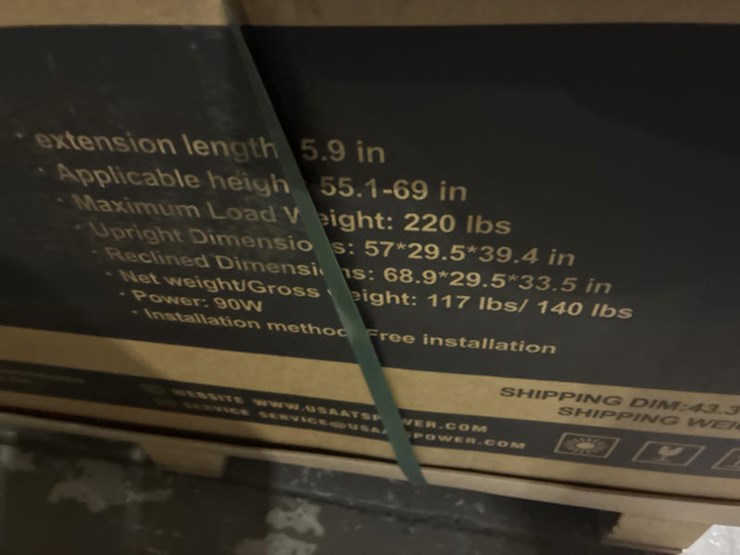 · extension length 5.9 in
· Applicable heigh 55.1-69 in
· Maximum Load Weight: 220 lbs
· Upright Dimensio s: 57*29.5*39.4 in
Reclined Dimensi ns: 68.9*29.5*33.5 in
· Net weight/Gross eight: 117 lbs/ 140 lbs
· Power: 90W
· Installation method Free installation
SHIPPING DIM:43.3
SHIPPING WEI
WEBSITE WWW.USAATSPOWER.COM
SERVICE SERVICE@USA POWER.COM